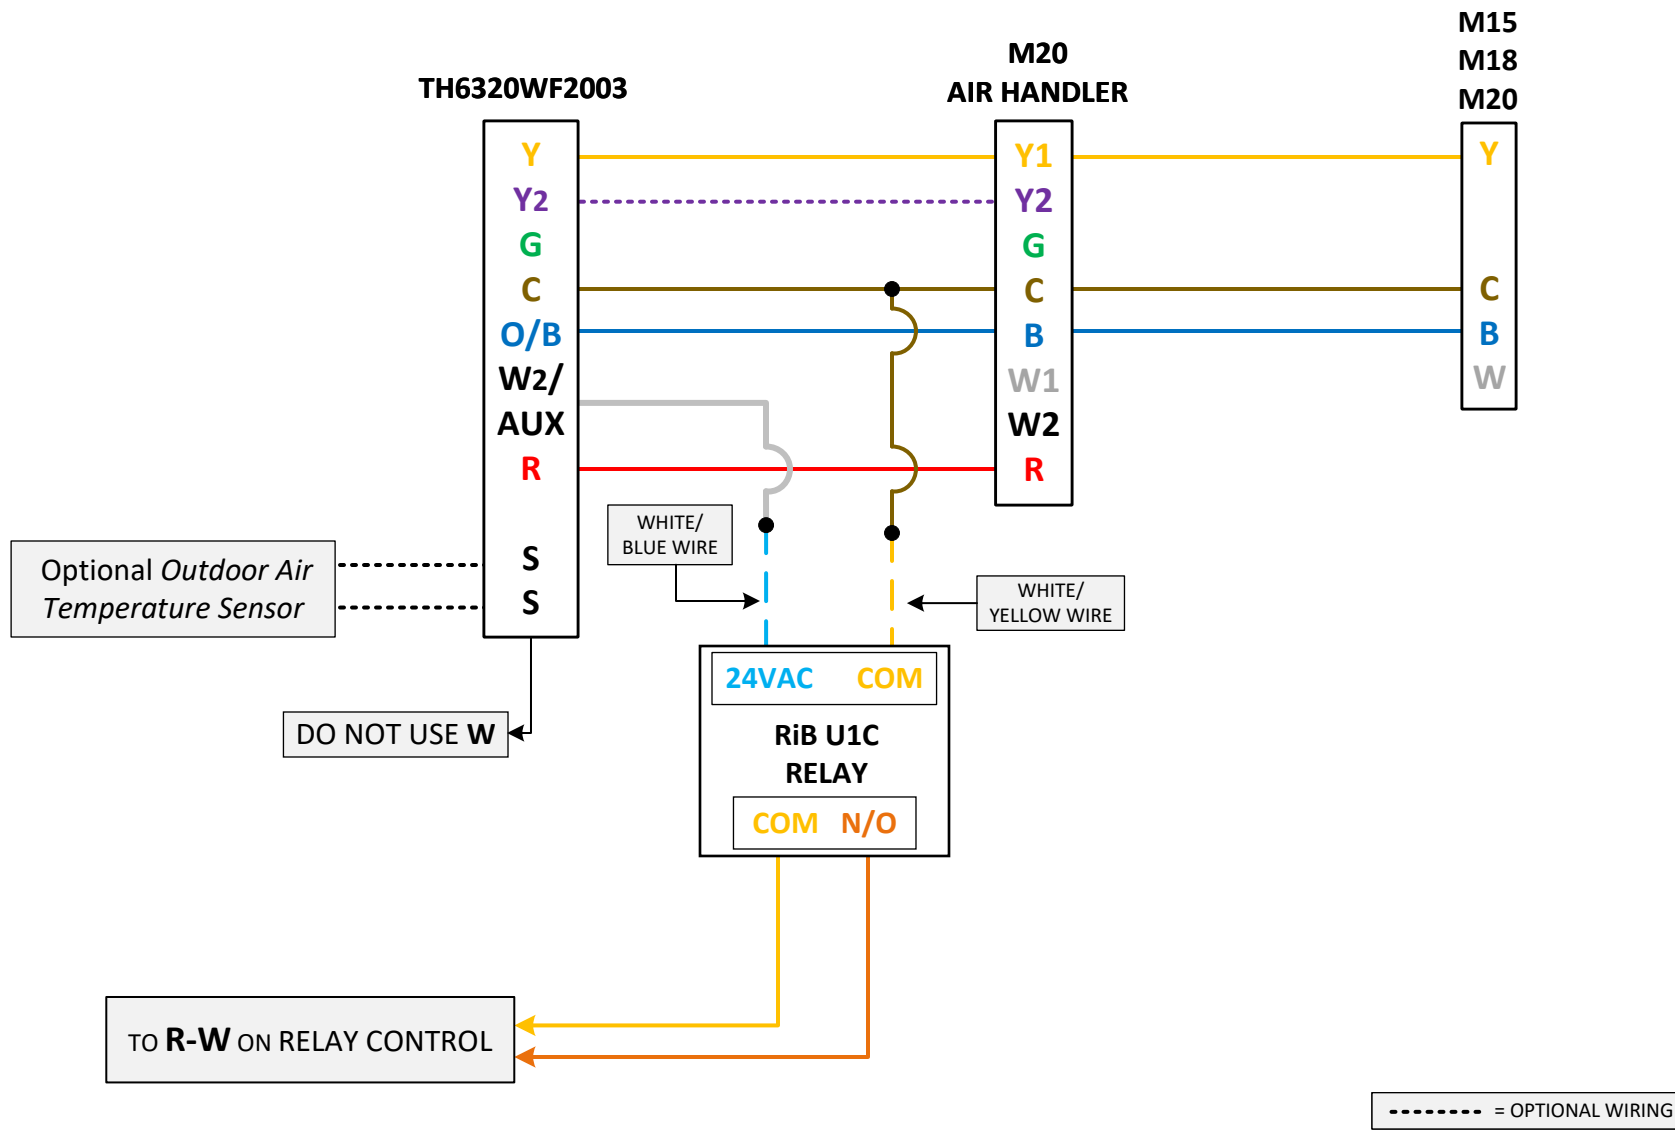 TH6320WF2003
Y
Y2
G
C
O/B
W2/
AUX
R
S
S
M20
AIR HANDLER
Y1
Y2
G
C
B
W1
W2
R
M15
M18
M20
Y
C
B
W
Optional Outdoor Air
Temperature Sensor
DO NOT USE W
WHITE/
BLUE WIRE
WHITE/
YELLOW WIRE
24VAC COM
RiB U1C
RELAY
COM N/O
TO R-W ON RELAY CONTROL
= OPTIONAL WIRING